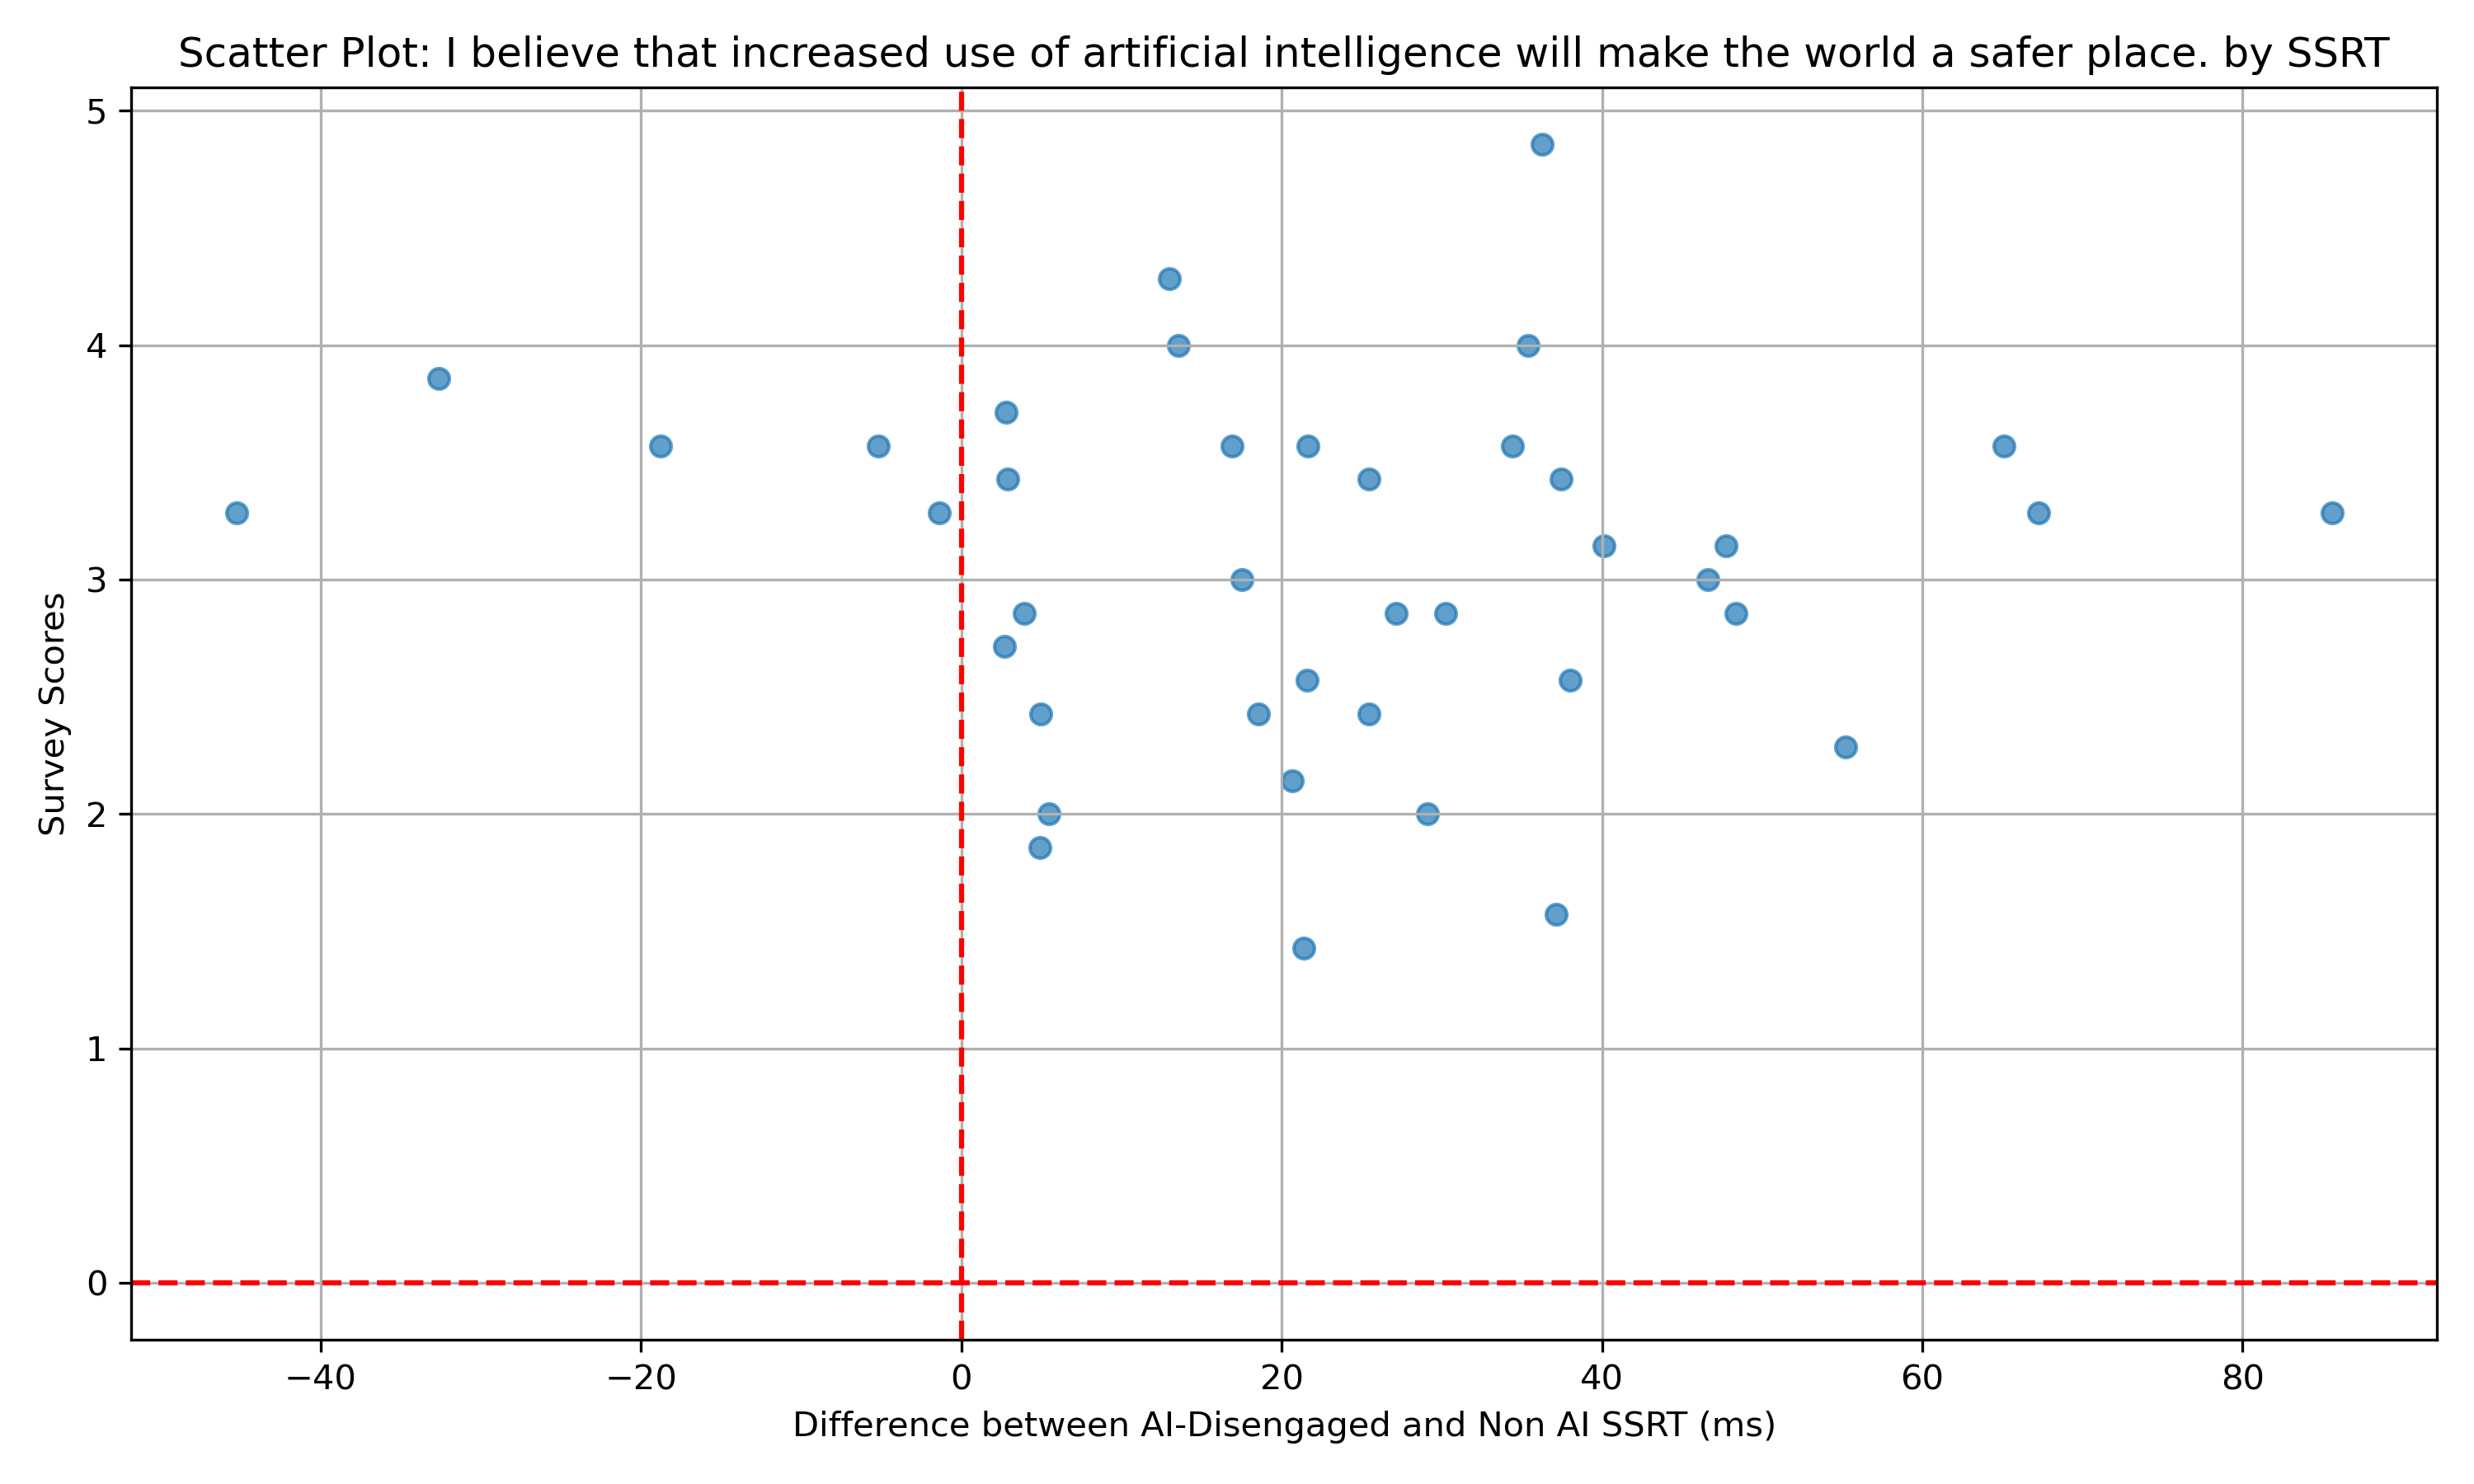 Scatter Plot: I believe that increased use of artificial intelligence will make the world a safer place. by SSRT
5
4
3
2
1
0
Survey Scores
−40 −20 0 20 40 60 80
Difference between AI-Disengaged and Non AI SSRT (ms)